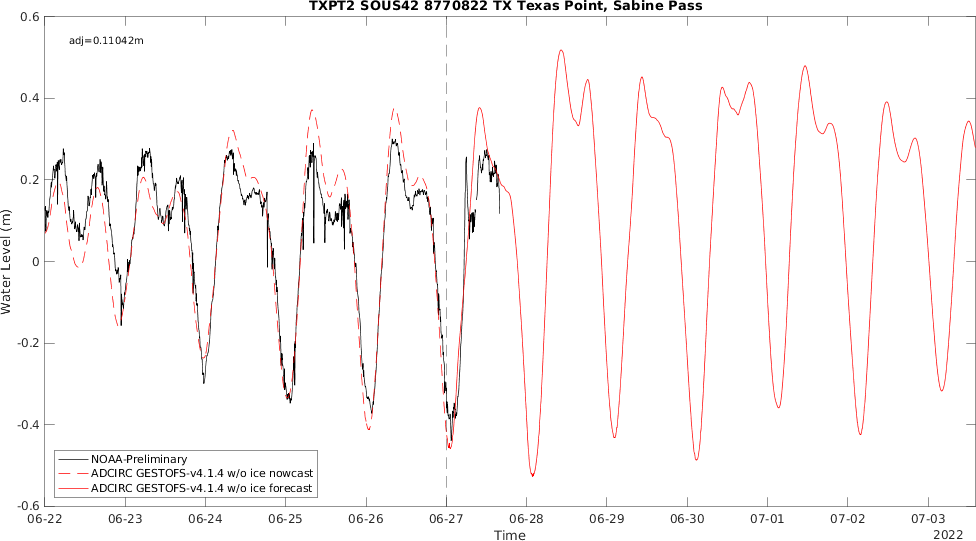 TXPT2 SOUS42 8770822 TX Texas Point, Sabine Pass
adj=0.11042m
0.6
0.4
0.2
0
-0.2
-0.4
-0.6
Water Level (m)
NOAA-Preliminary
ADCIRC GESTOFS-v4.1.4 w/o ice nowcast
ADCIRC GESTOFS-v4.1.4 w/o ice forecast
06-22 06-23 06-24 06-25 06-26 06-27 06-28 06-29 06-30 07-01 07-02 07-03
Time
2022